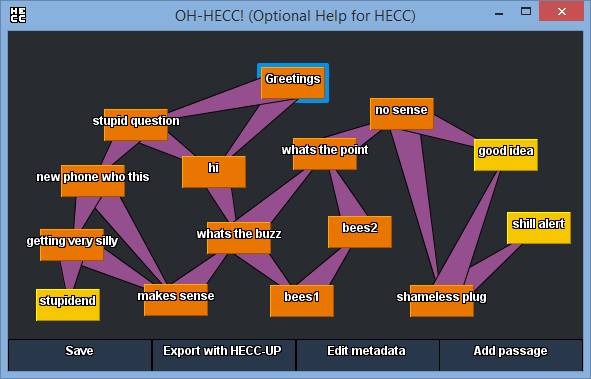 HE
CC
OH-HECC! (Optional Help for HECC)
Greetings
no sense
stupid question
whats the point
good idea
hi
new phone who this
shill alert
whats the buzz
bees2
getting very silly
stupidend
makes sense
bees1
shameless plug
Save
Export with HECC-UP
Edit metadata
Add passage